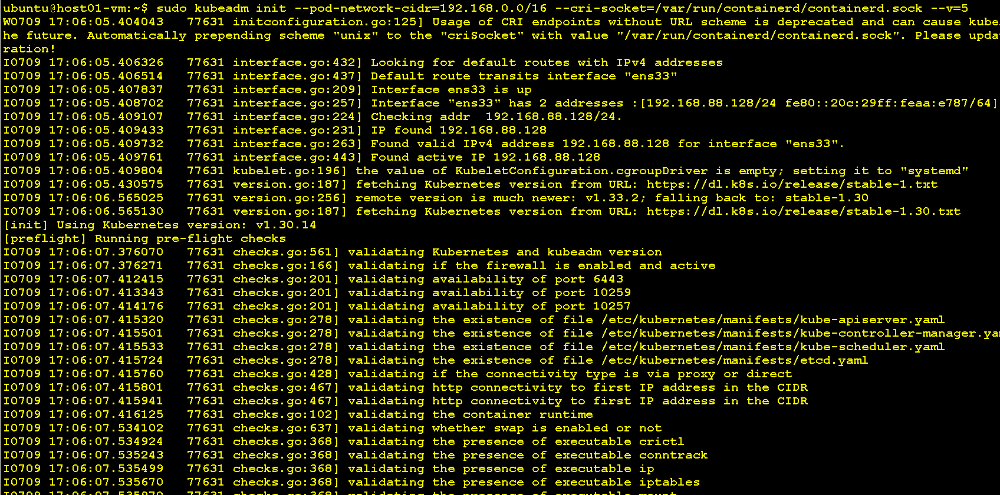 ubuntu@host01-vm:~$ sudo kubeadm init --pod-network-cidr=192.168.0.0/16 --cri-socket=/var/run/containerd/containerd.sock --v=5
W0709 17:06:05.404043   77631 initconfiguration.go:125] Usage of CRI endpoints without URL scheme is deprecated and can cause kube
he future. Automatically prepending scheme "unix" to the "criSocket" with value "/var/run/containerd/containerd.sock". Please upda
ration!
I0709 17:06:05.406326   77631 interface.go:432] Looking for default routes with IPv4 addresses
I0709 17:06:05.406514   77631 interface.go:437] Default route transits interface "ens33"
I0709 17:06:05.407837   77631 interface.go:209] Interface ens33 is up
I0709 17:06:05.408702   77631 interface.go:257] Interface "ens33" has 2 addresses :[192.168.88.128/24 fe80::20c:29ff:feaa:e787/64]
I0709 17:06:05.409107   77631 interface.go:224] Checking addr  192.168.88.128/24.
I0709 17:06:05.409433   77631 interface.go:231] IP found 192.168.88.128
I0709 17:06:05.409732   77631 interface.go:263] Found valid IPv4 address 192.168.88.128 for interface "ens33".
I0709 17:06:05.409761   77631 interface.go:443] Found active IP 192.168.88.128
I0709 17:06:05.409804   77631 kubelet.go:196] the value of KubeletConfiguration.cgroupDriver is empty; setting it to "systemd"
I0709 17:06:05.430575   77631 version.go:187] fetching Kubernetes version from URL: https://dl.k8s.io/release/stable-1.txt
I0709 17:06:06.565025   77631 version.go:256] remote version is much newer: v1.33.2; falling back to: stable-1.30
I0709 17:06:06.565130   77631 version.go:187] fetching Kubernetes version from URL: https://dl.k8s.io/release/stable-1.30.txt
[init] Using Kubernetes version: v1.30.14
[preflight] Running pre-flight checks
I0709 17:06:07.376070   77631 checks.go:561] validating Kubernetes and kubeadm version
I0709 17:06:07.376271   77631 checks.go:166] validating if the firewall is enabled and active
I0709 17:06:07.412415   77631 checks.go:201] validating availability of port 6443
I0709 17:06:07.413343   77631 checks.go:201] validating availability of port 10259
I0709 17:06:07.414176   77631 checks.go:201] validating availability of port 10257
I0709 17:06:07.415320   77631 checks.go:278] validating the existence of file /etc/kubernetes/manifests/kube-apiserver.yaml
I0709 17:06:07.415501   77631 checks.go:278] validating the existence of file /etc/kubernetes/manifests/kube-controller-manager.yam
I0709 17:06:07.415533   77631 checks.go:278] validating the existence of file /etc/kubernetes/manifests/kube-scheduler.yaml
I0709 17:06:07.415724   77631 checks.go:278] validating the existence of file /etc/kubernetes/manifests/etcd.yaml
I0709 17:06:07.415760   77631 checks.go:428] validating if the connectivity type is via proxy or direct
I0709 17:06:07.415801   77631 checks.go:467] validating http connectivity to first IP address in the CIDR
I0709 17:06:07.415941   77631 checks.go:467] validating http connectivity to first IP address in the CIDR
I0709 17:06:07.416125   77631 checks.go:102] validating the container runtime
I0709 17:06:07.534102   77631 checks.go:637] validating whether swap is enabled or not
I0709 17:06:07.534924   77631 checks.go:368] validating the presence of executable crictl
I0709 17:06:07.535243   77631 checks.go:368] validating the presence of executable conntrack
I0709 17:06:07.535499   77631 checks.go:368] validating the presence of executable ip
I0709 17:06:07.535670   77631 checks.go:368] validating the presence of executable iptables
I0709 17:06:07.535870   77631 checks.go:368] validating the presence of executable mount